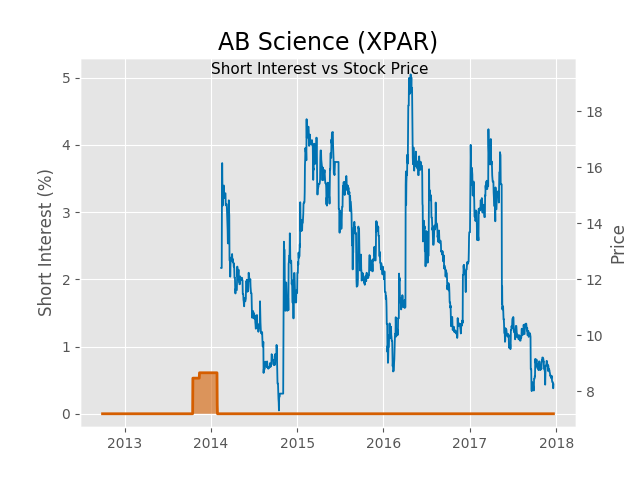 AB Science (XPAR)
Short Interest vs Stock Price
Short Interest (%)
5
4
3
2
1
0
18
16
14
12
10
8
Price
2013 2014 2015 2016 2017 2018